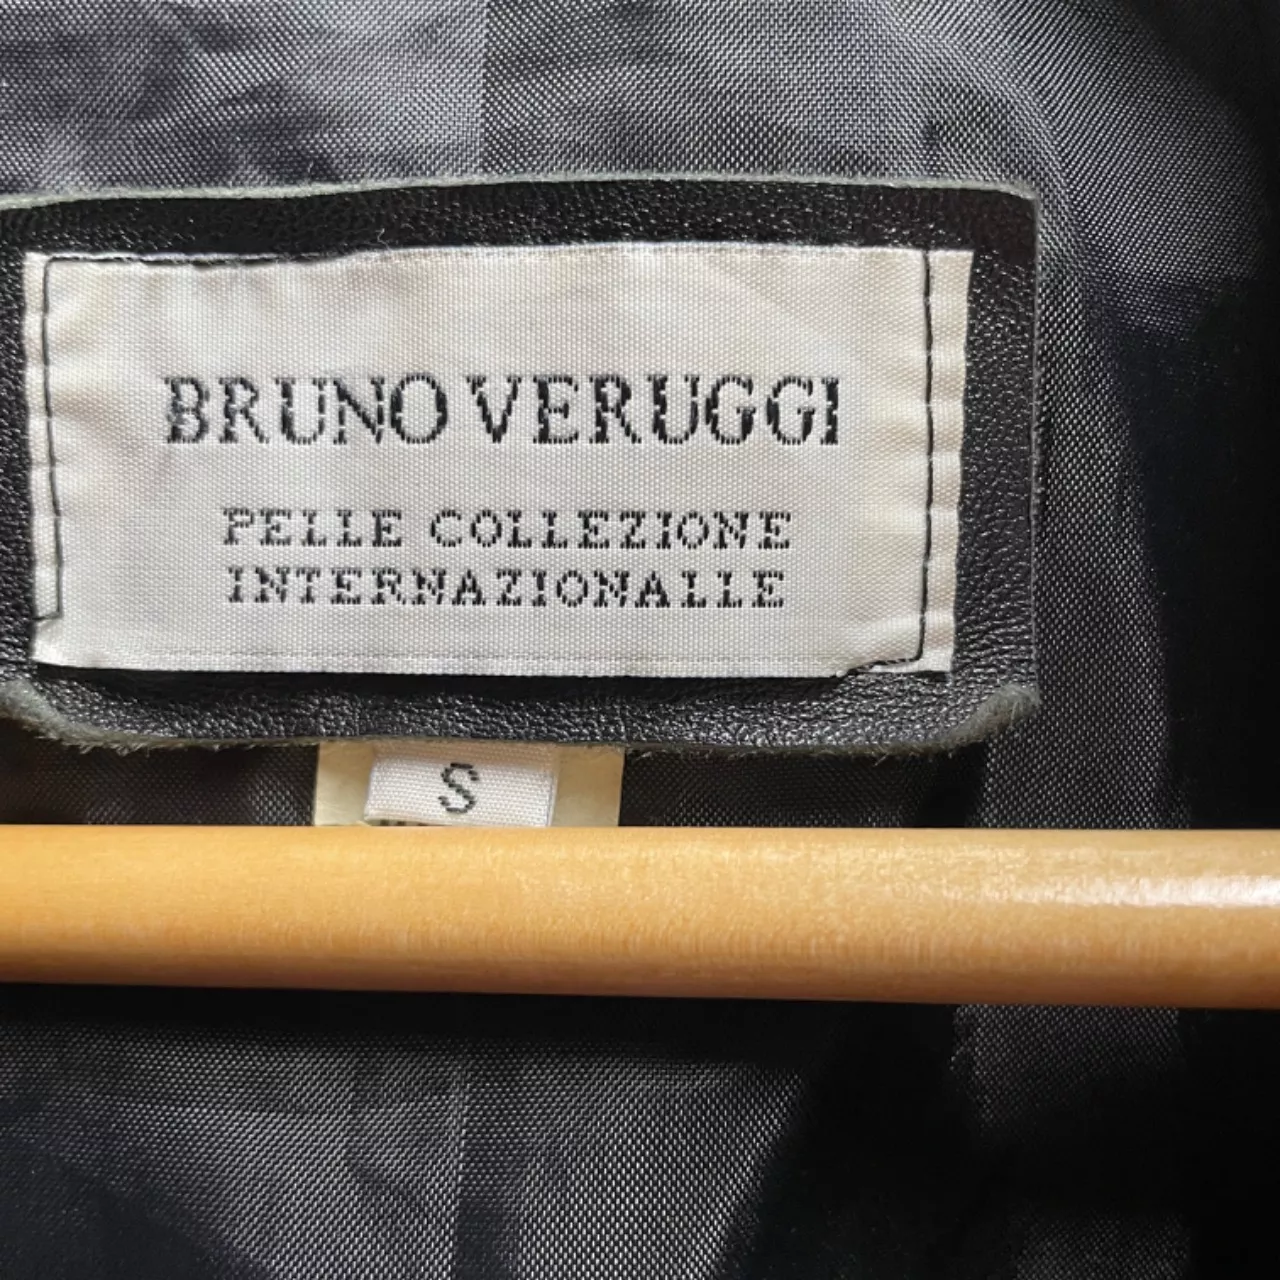 BRUNO VERUGGI
PELLE COLLEZIONE
INTERNAZIONALLE
S